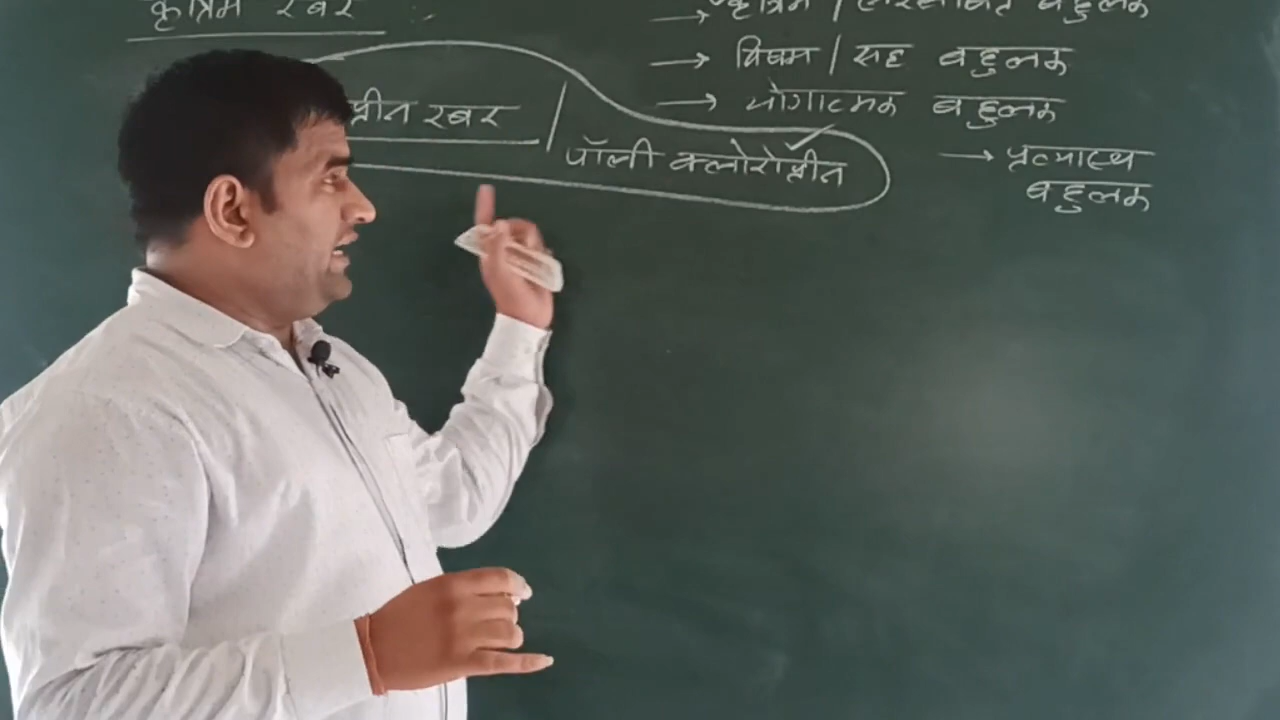 कृत्रिम रबर
प्रीन रबर / पॉली क्लोरोप्रीन
→ कृत्रिम / संश्लेषित बहुलक
→ विषम / सह बहुलक
→ योगात्मक बहुलक
→ प्रत्यास्थ
बहुलक